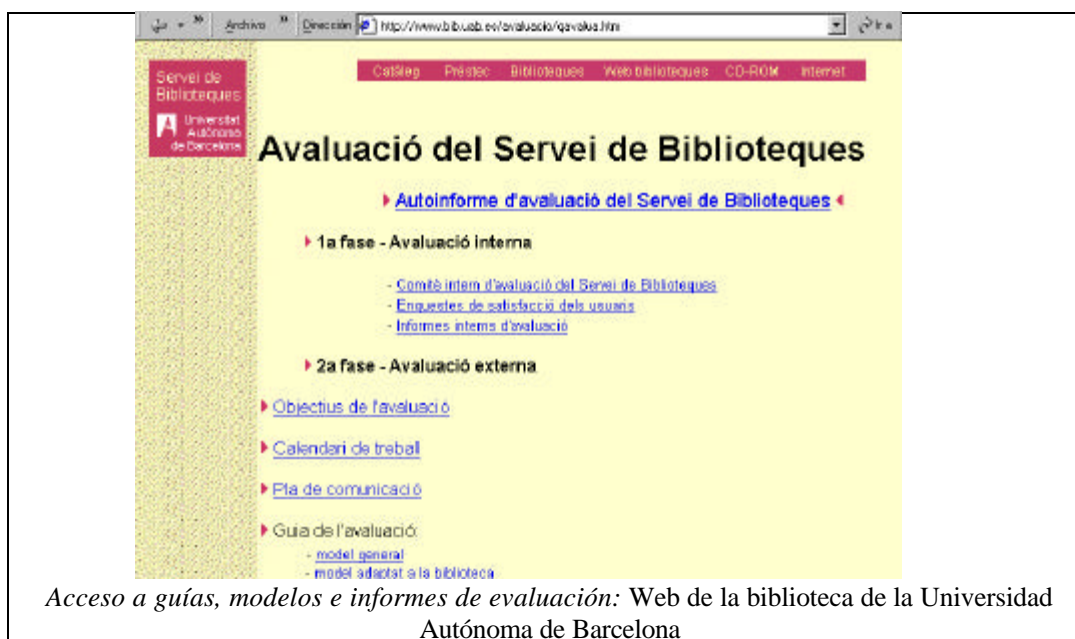 Archivo » Dirección http://www.bib.uab.es/avaluacio/qavalua.htm Ir a
Catàleg Préstec Biblioteques Web biblioteques CD-ROM Internet
Servei de
Biblioteques
Universitat
Autònoma
de Barcelona
Avaluació del Servei de Biblioteques
Autoinforme d'avaluació del Servei de Biblioteques
1a fase - Avaluació interna
- Comitè intern d'avaluació del Servei de Biblioteques
- Enquestes de satisfacció dels usuaris
- Informes interns d'avaluació
2a fase - Avaluació externa
Objectius de l'avaluació
Calendari de treball
Pla de comunicació
Guia de l'avaluació:
- model general
- model adaptat a la biblioteca
Acceso a guías, modelos e informes de evaluación: Web de la biblioteca de la Universidad
Autónoma de Barcelona